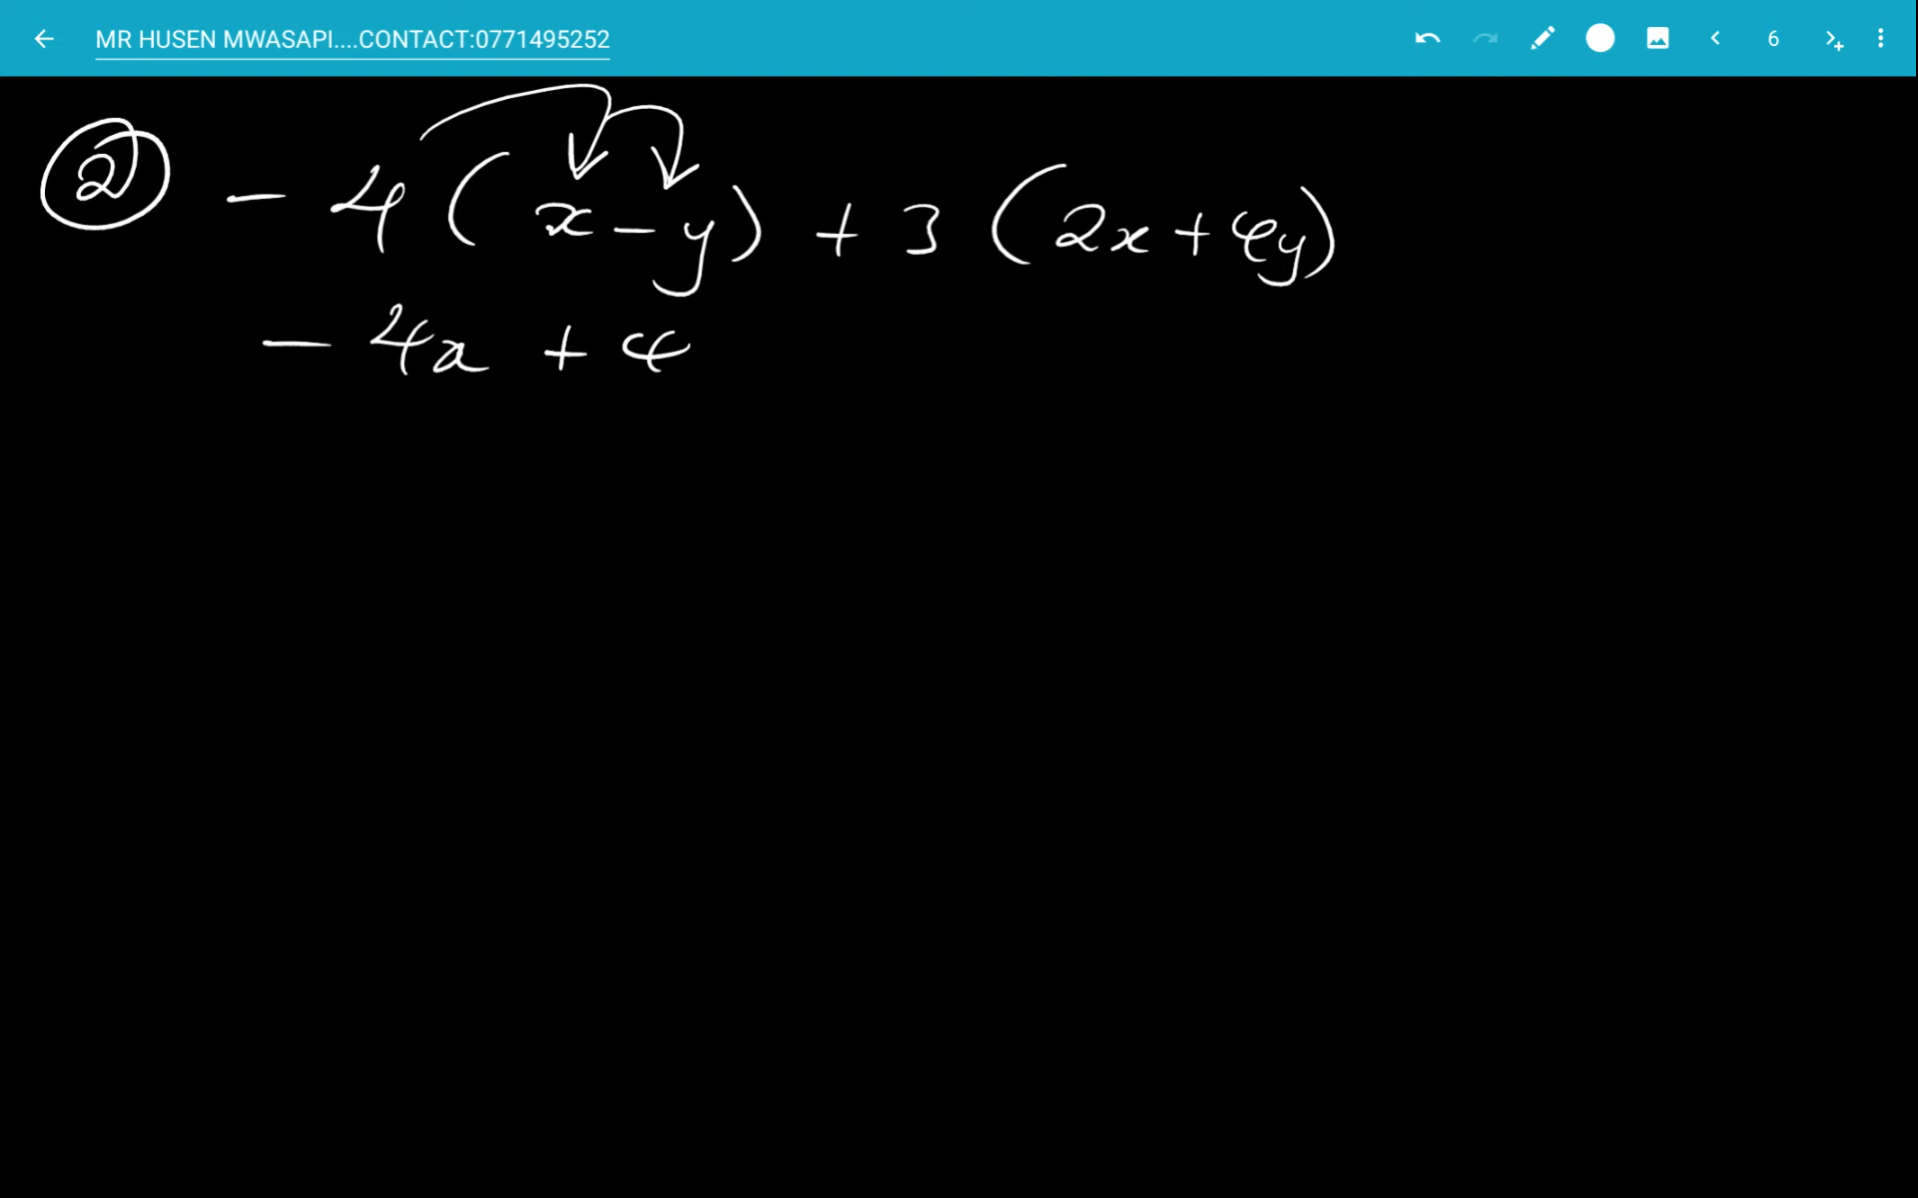 MR HUSEN MWASAPI....CONTACT:0771495252 6
② - 4 ( x - y ) + 3 ( 2x + 4y )
- 4x + 4